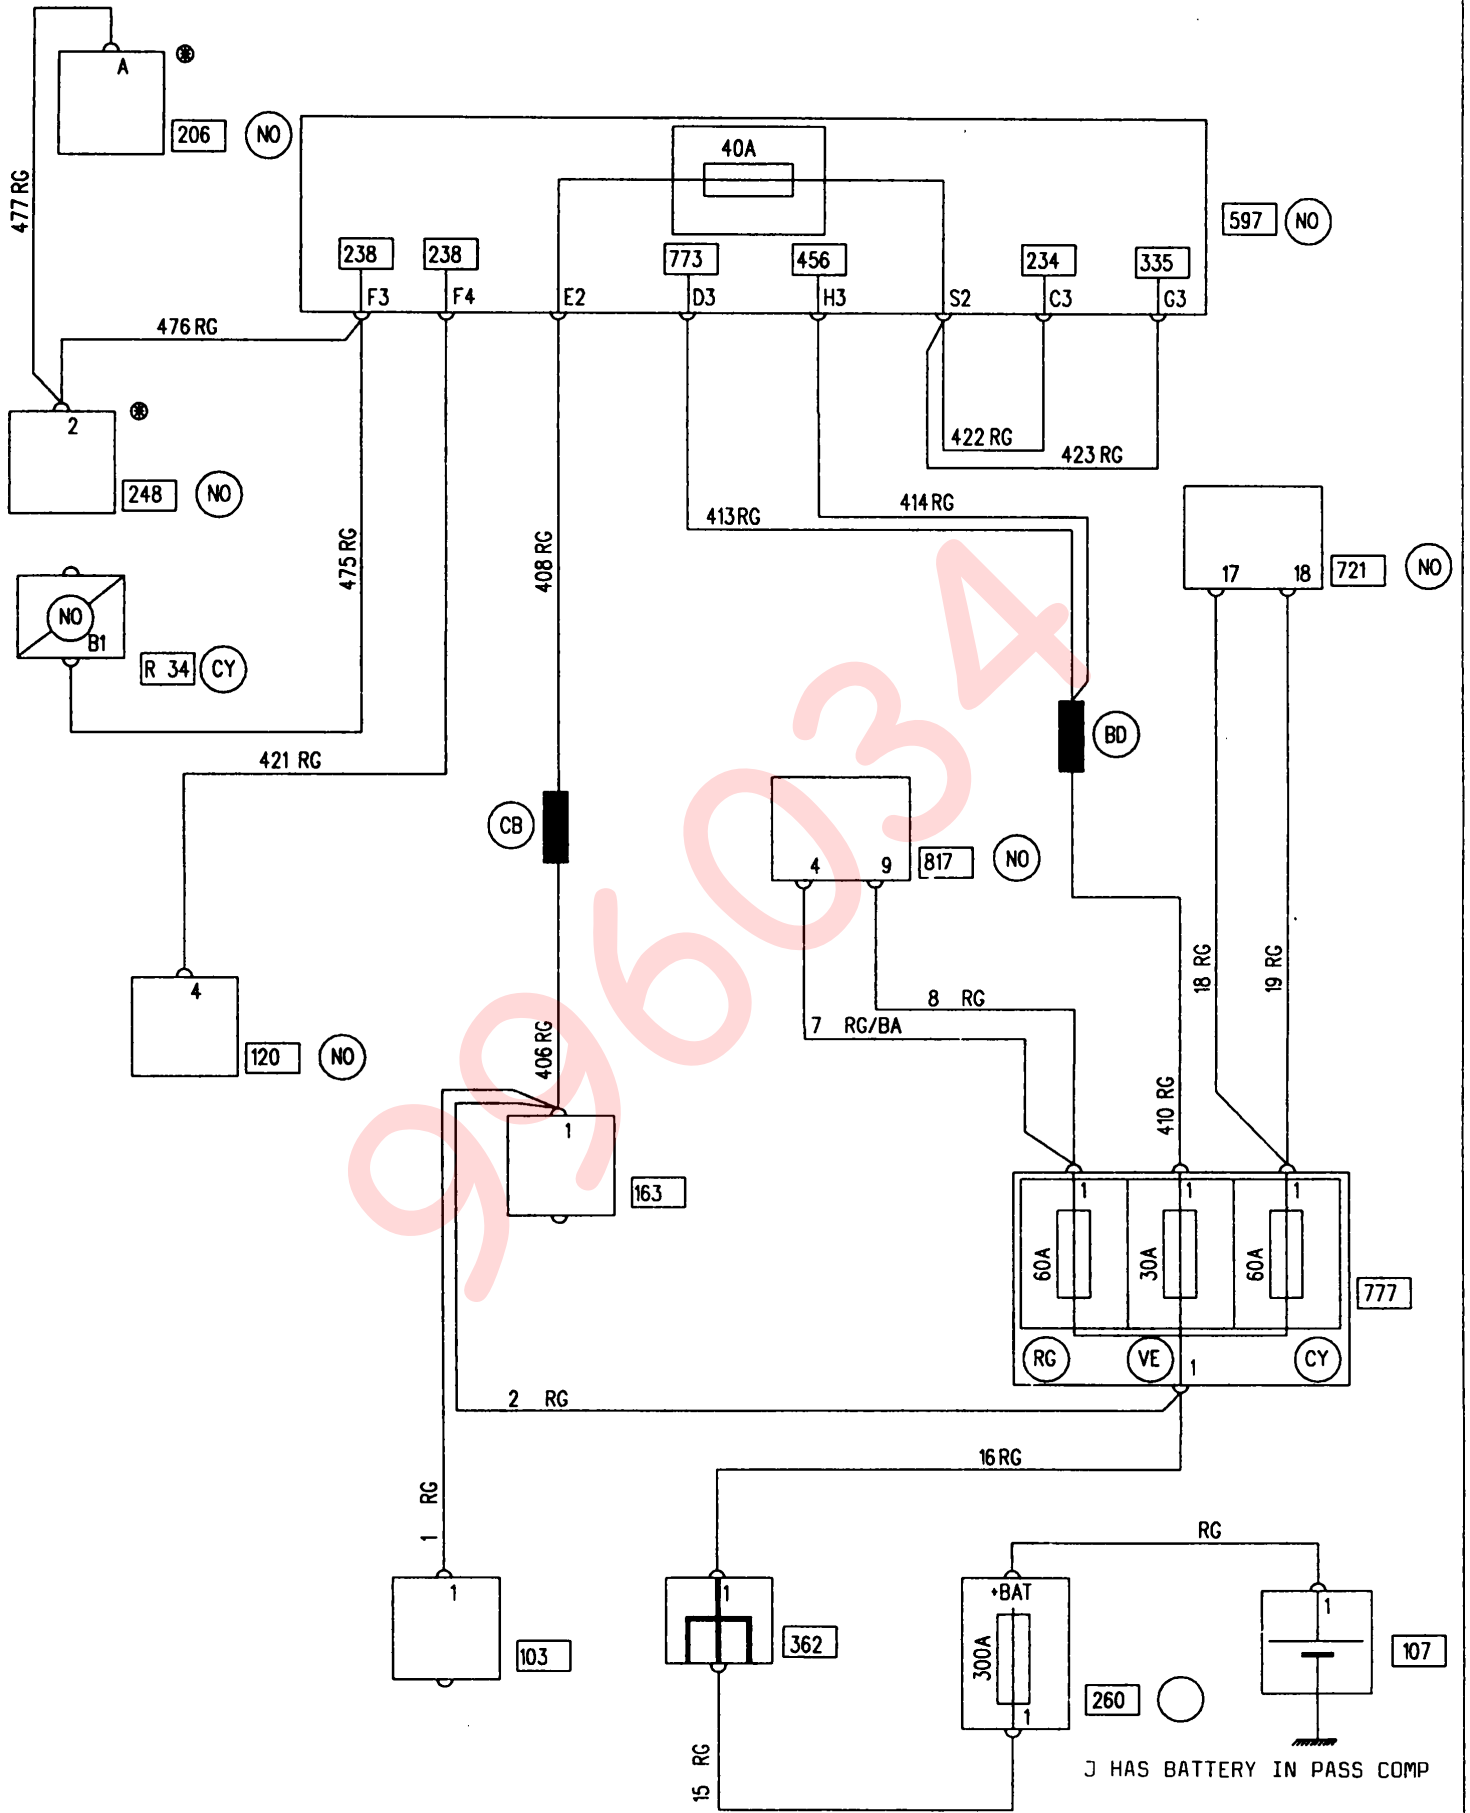 A
206 NO
477 RG
40A
597 NO
238 238 773 456 234 335
F3 F4 E2 D3 H3 S2 C3 G3
476 RG
2
248 NO
422 RG
423 RG
414 RG
413 RG
475 RG
408 RG
17 18
721 NO
NO
B1
R 34 CY
421 RG
BD
CB
4 9
817 NO
4
120 NO
18 RG
19 RG
8 RG
7 RG/BA
406 RG
410 RG
1
163
1 1 1
60A 30A 60A
777
RG VE CY
1
2 RG
16 RG
1 RG
RG
1
103
1
362
+BAT
300A
1
260
1
107
15 RG
J HAS BATTERY IN PASS COMP
996034